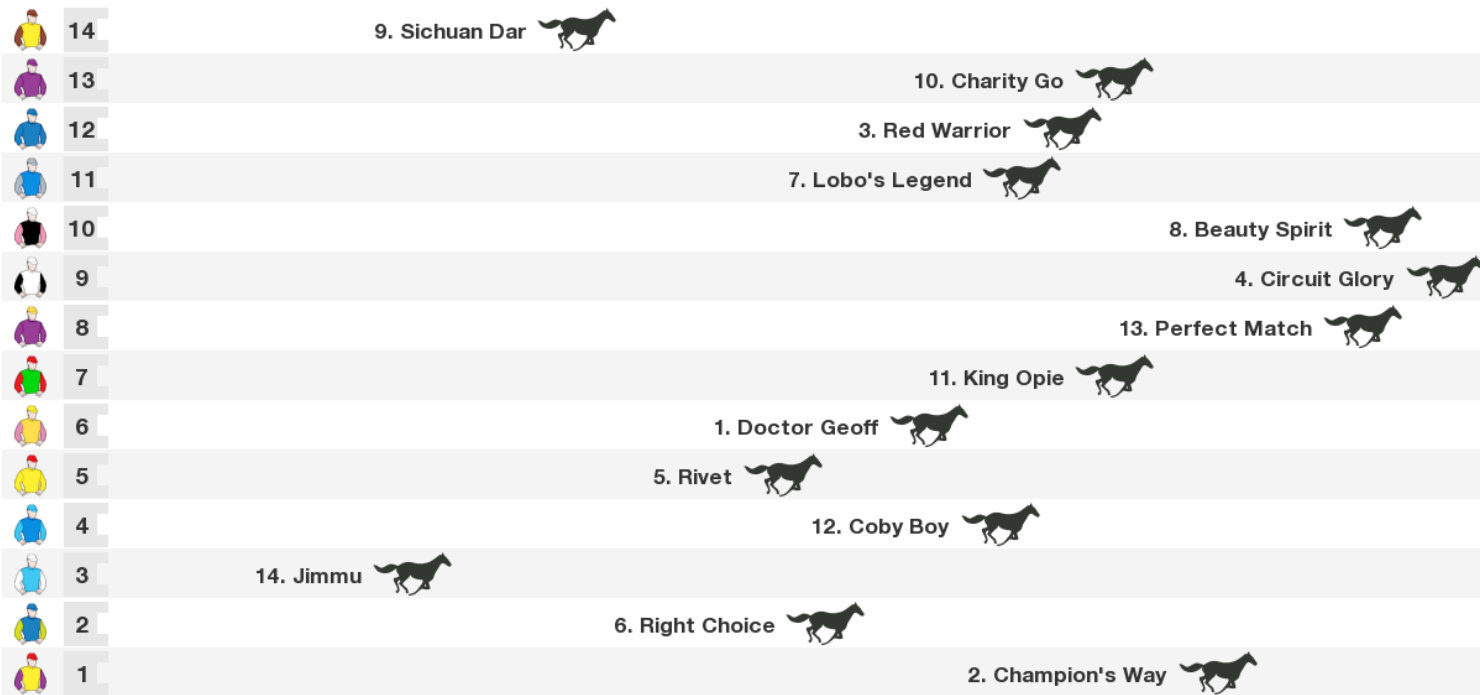 14 9. Sichuan Dar
13 10. Charity Go
12 3. Red Warrior
11 7. Lobo's Legend
10 8. Beauty Spirit
9 4. Circuit Glory
8 13. Perfect Match
7 11. King Opie
6 1. Doctor Geoff
5 5. Rivet
4 12. Coby Boy
3 14. Jimmu
2 6. Right Choice
1 2. Champion's Way